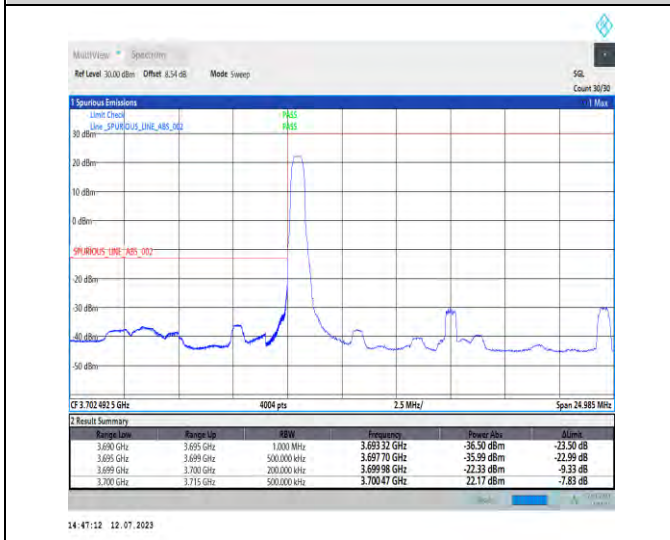 MultiView Spectrum
Ref Level 30.00 dBm Offset 8.54 dB Mode Sweep SGL
Count 30/30
1 Spurious Emissions 1 Max
Limit Check PASS
Line _SPURIOUS_LINE_ABS_002 PASS
30 dBm
20 dBm
10 dBm
0 dBm
SPURIOUS_LINE_ABS_002
-20 dBm
-30 dBm
-40 dBm
-50 dBm
CF 3.702 492 5 GHz 4004 pts 2.5 MHz/ Span 24.985 MHz
2 Result Summary
Range Low Range Up RBW Frequency Power Abs ΔLimit
3.690 GHz 3.695 GHz 1.000 MHz 3.693 32 GHz -36.50 dBm -23.50 dB
3.695 GHz 3.699 GHz 500.000 kHz 3.697 70 GHz -35.99 dBm -22.99 dB
3.699 GHz 3.700 GHz 200.000 kHz 3.699 98 GHz -22.33 dBm -9.33 dB
3.700 GHz 3.715 GHz 500.000 kHz 3.700 47 GHz 22.17 dBm -7.83 dB
14:47:12 12.07.2023